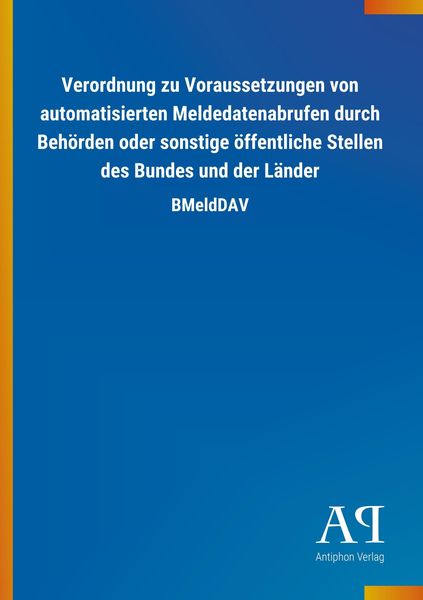 Verordnung zu Voraussetzungen von
automatisierten Meldedatenabrufen durch
Behörden oder sonstige öffentliche Stellen
des Bundes und der Länder
BMeldDAV
AP
Antiphon Verlag